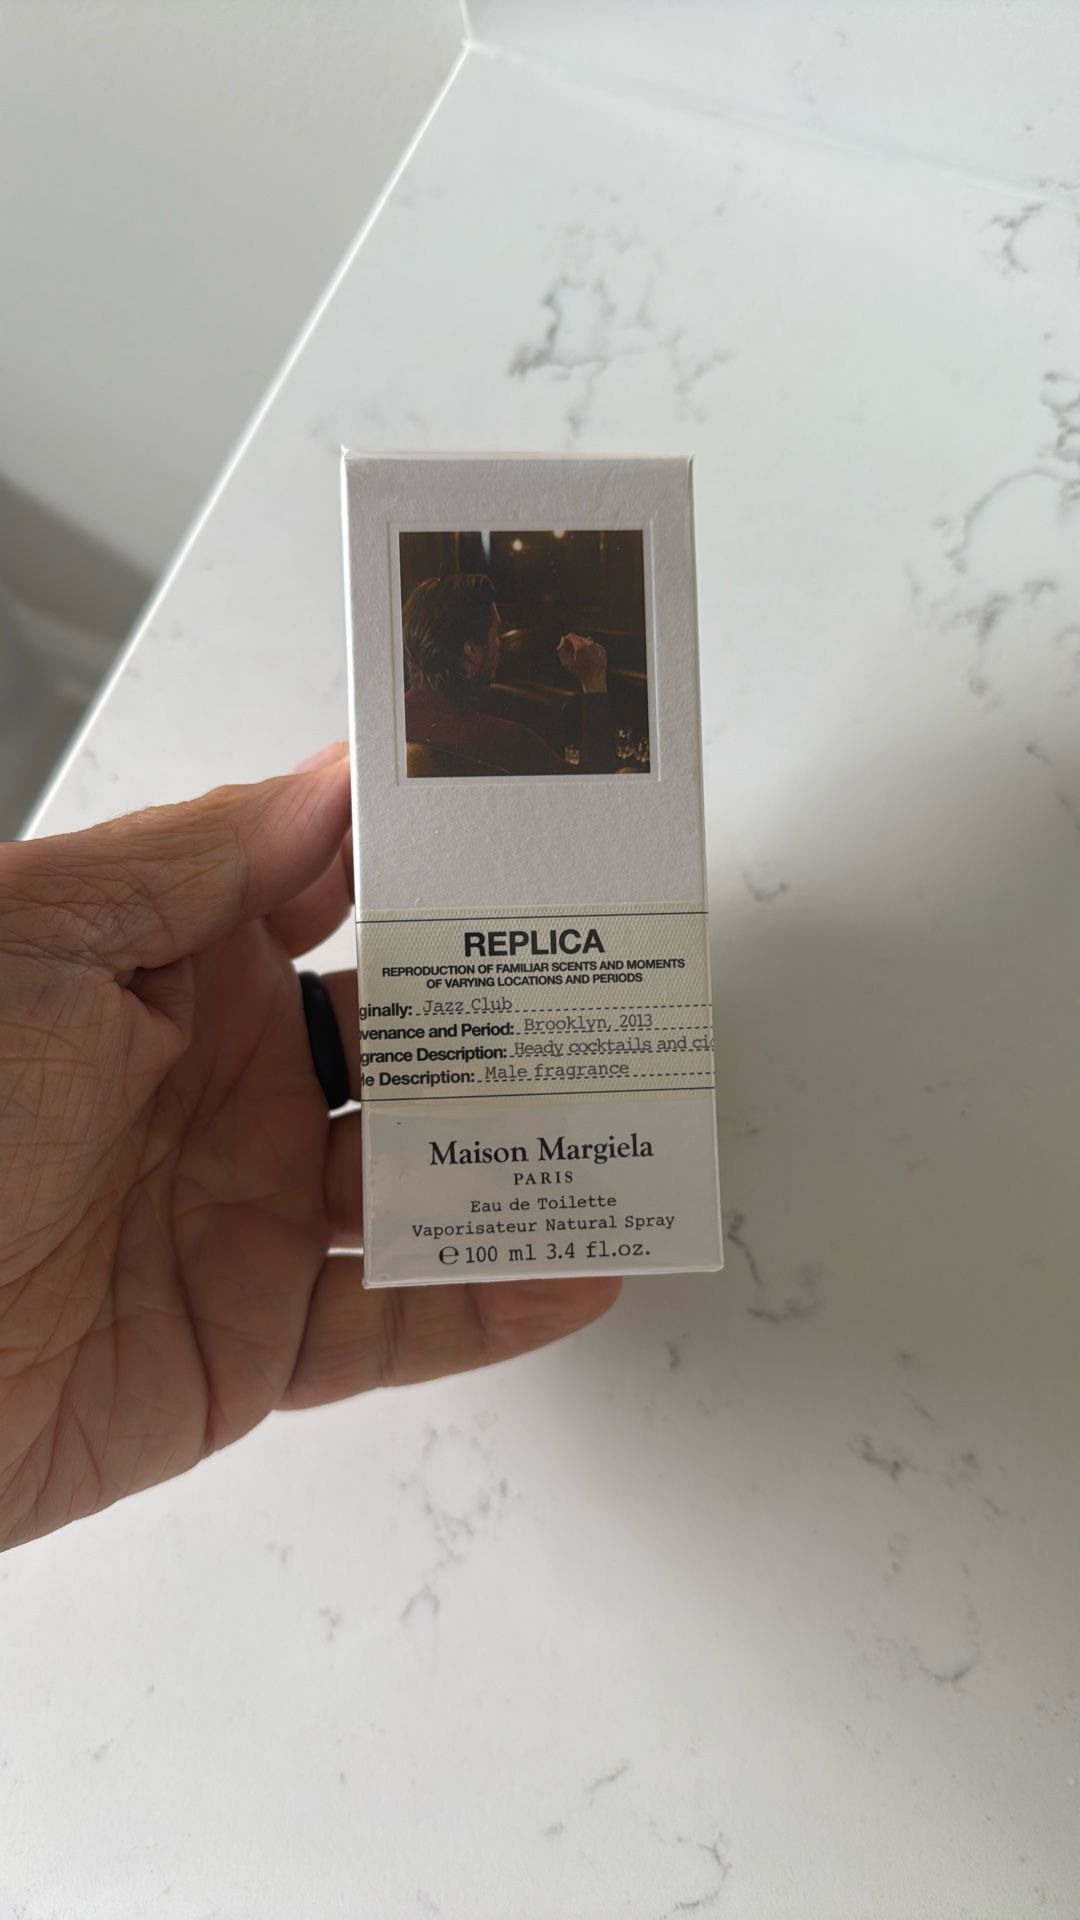 REPLICA
REPRODUCTION OF FAMILIAR SCENTS AND MOMENTS
OF VARYING LOCATIONS AND PERIODS
ginally: Jazz Club
venance and Period: Brooklyn, 2013
grance Description: Heady cocktails and cig
le Description: Male fragrance
Maison Margiela
PARIS
Eau de Toilette
Vaporisateur Natural Spray
℮ 100 ml 3.4 fl.oz.